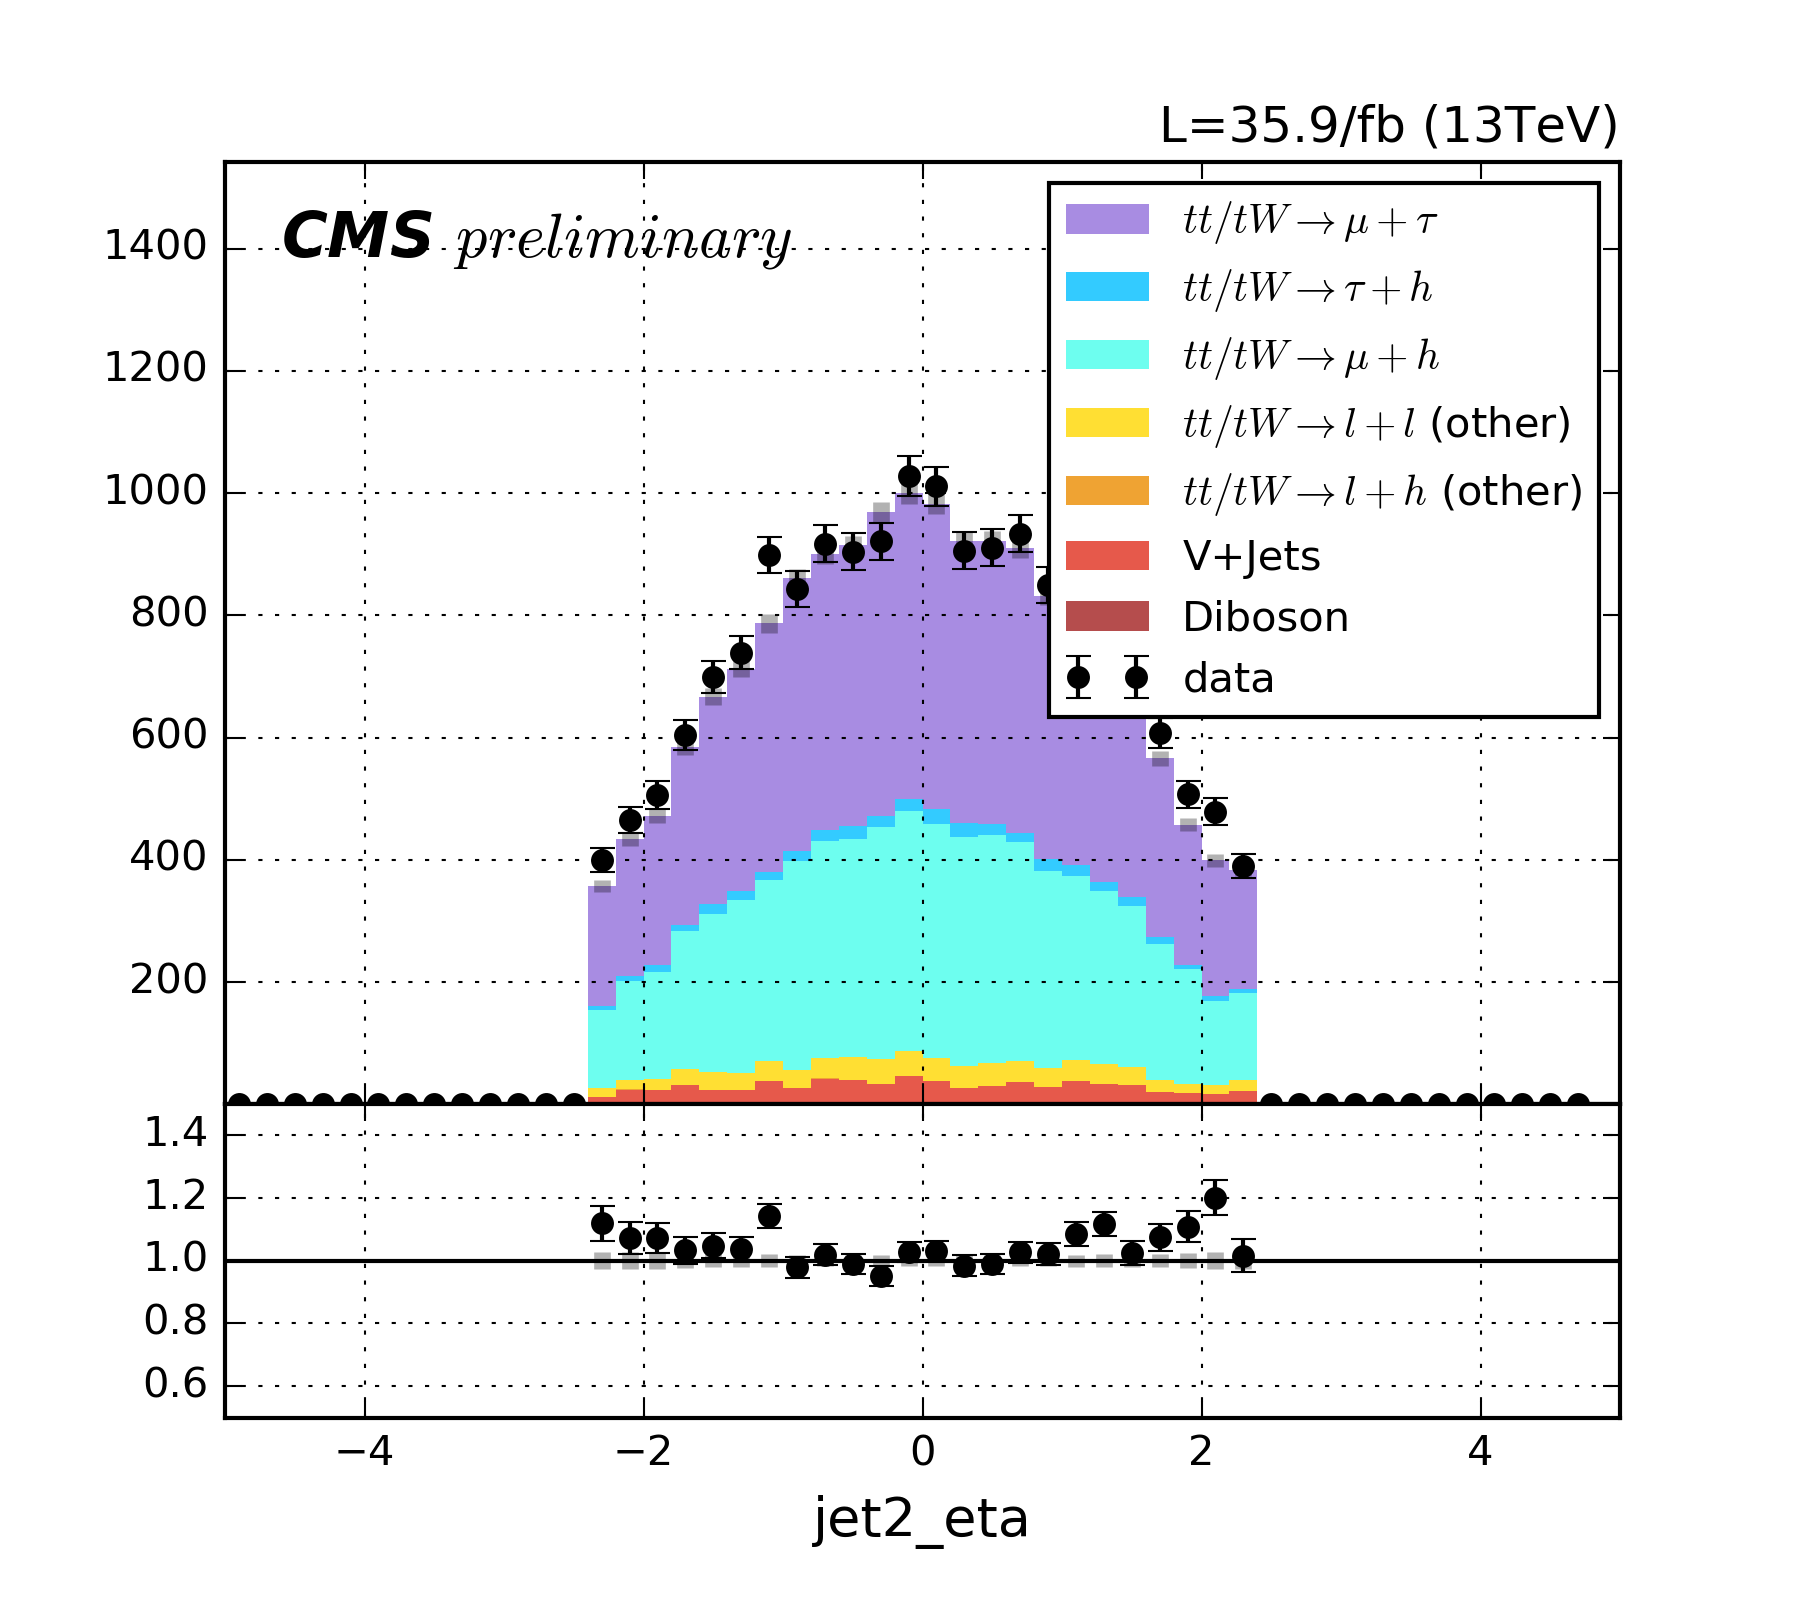 L=35.9/fb (13TeV)
CMS preliminary
tt/tW→μ+τ
tt/tW→τ+h
tt/tW→μ+h
tt/tW→l+l (other)
tt/tW→l+h (other)
V+Jets
Diboson
data
1400
1200
1000
800
600
400
200
1.4
1.2
1.0
0.8
0.6
−4 −2 0 2 4
jet2_eta